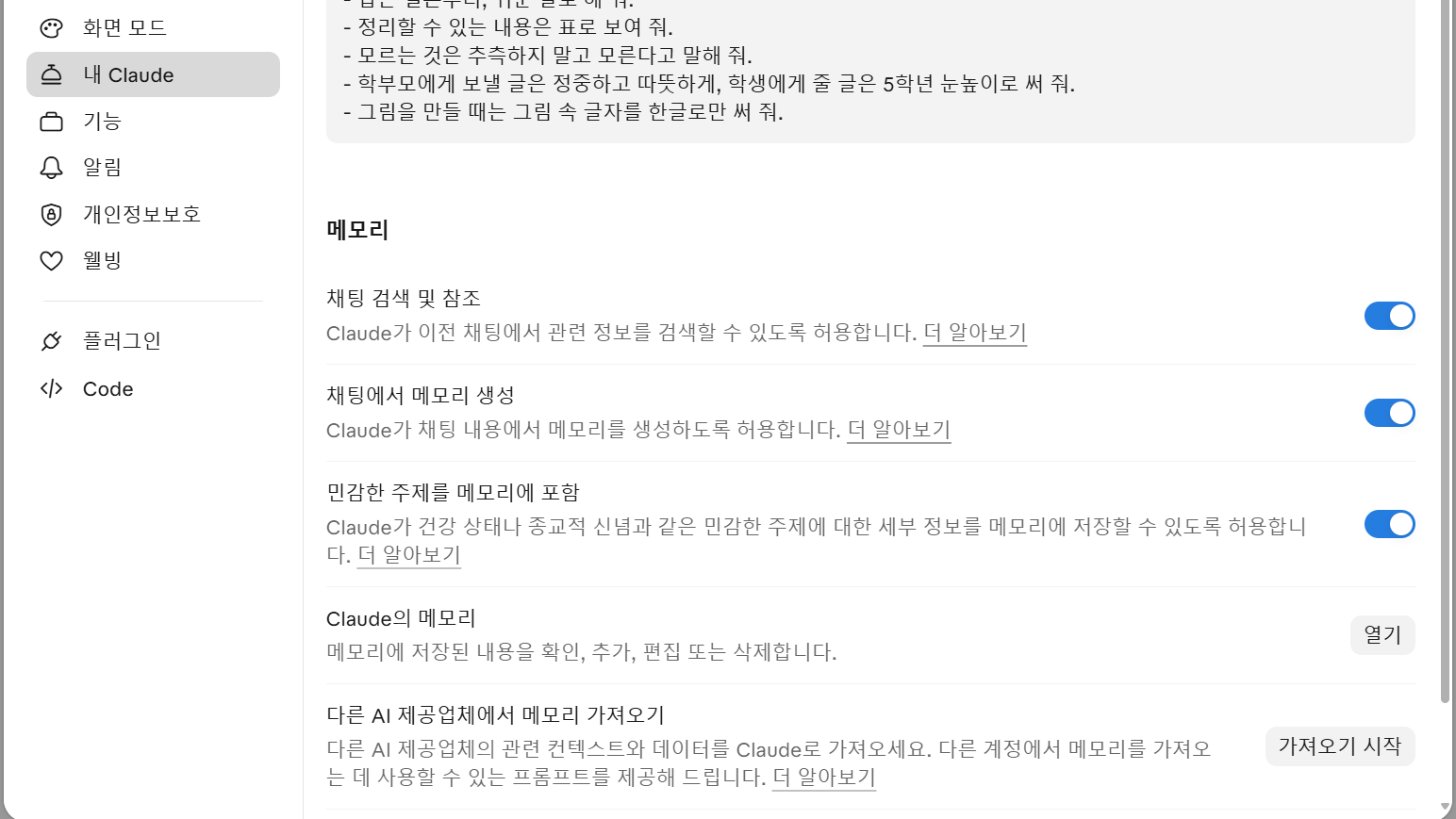 화면 모드
내 Claude
기능
알림
개인정보보호
웰빙
플러그인
Code
- 정리할 수 있는 내용은 표로 보여 줘.
- 모르는 것은 추측하지 말고 모른다고 말해 줘.
- 학부모에게 보낼 글은 정중하고 따뜻하게, 학생에게 줄 글은 5학년 눈높이로 써 줘.
- 그림을 만들 때는 그림 속 글자를 한글로만 써 줘.
메모리
채팅 검색 및 참조
Claude가 이전 채팅에서 관련 정보를 검색할 수 있도록 허용합니다. 더 알아보기
채팅에서 메모리 생성
Claude가 채팅 내용에서 메모리를 생성하도록 허용합니다. 더 알아보기
민감한 주제를 메모리에 포함
Claude가 건강 상태나 종교적 신념과 같은 민감한 주제에 대한 세부 정보를 메모리에 저장할 수 있도록 허용합니
다. 더 알아보기
Claude의 메모리
메모리에 저장된 내용을 확인, 추가, 편집 또는 삭제합니다.
열기
다른 AI 제공업체에서 메모리 가져오기
다른 AI 제공업체의 관련 컨텍스트와 데이터를 Claude로 가져오세요. 다른 계정에서 메모리를 가져오
는 데 사용할 수 있는 프롬프트를 제공해 드립니다. 더 알아보기
가져오기 시작